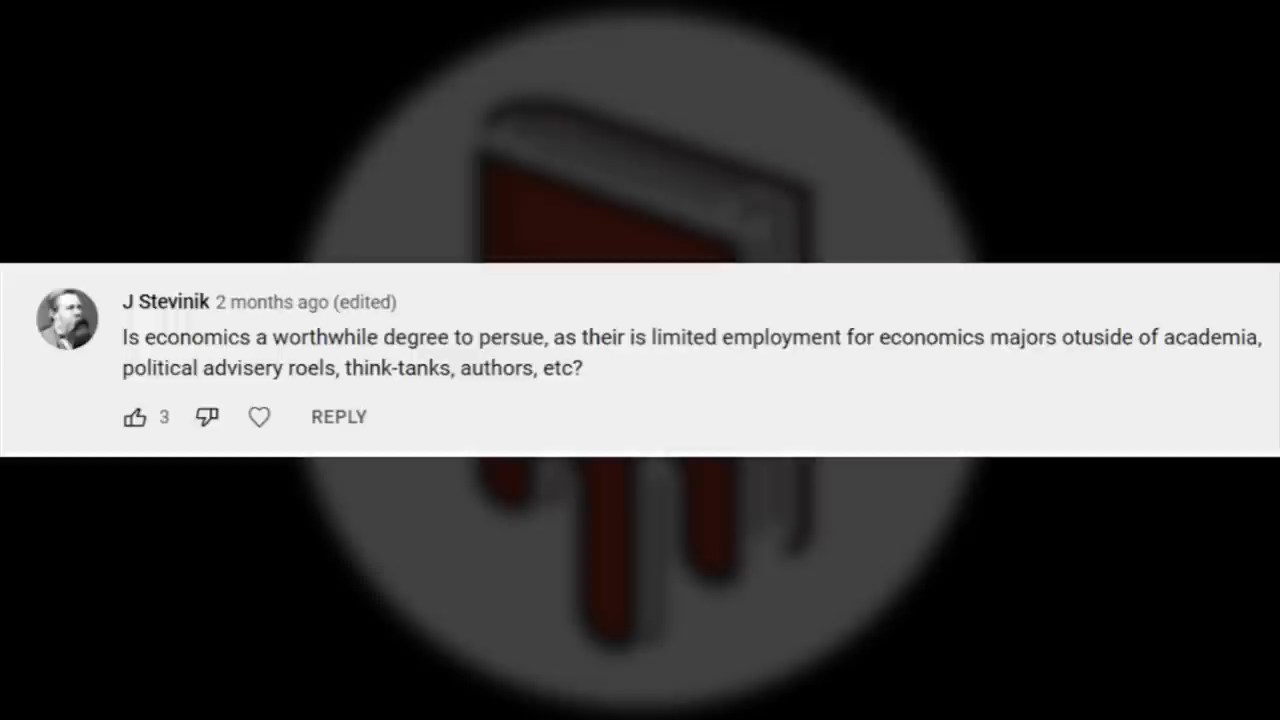 J Stevinik 2 months ago (edited)
Is economics a worthwhile degree to persue, as their is limited employment for economics majors otuside of academia,
political advisery roels, think-tanks, authors, etc?
3 REPLY